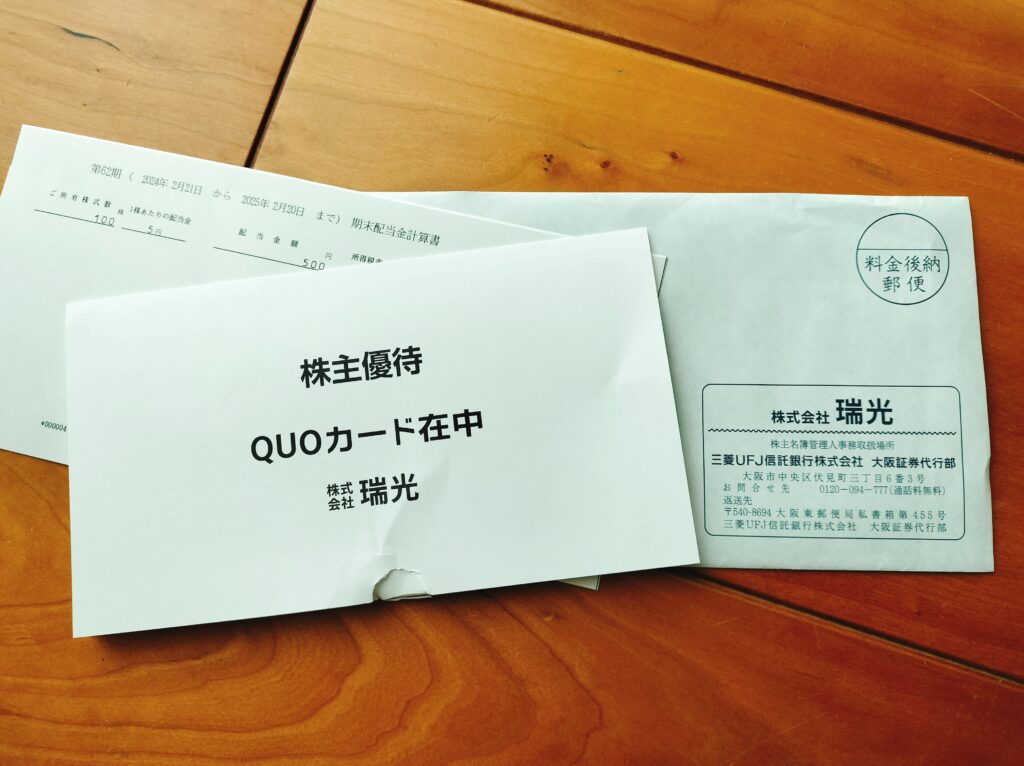 第62期 ( 2024年 2月21日 から 2025年 2月20日 まで) 期末配当金計算書
ご所有株式数 1株あたりの配当金
株
100 5円
配当金額
円
500
所得税
*000004
株主優待
QUOカード在中
株式会社 瑞光
料金後納
郵便
株式会社 瑞光
株主名簿管理人事務取扱場所
三菱UFJ信託銀行株式会社 大阪証券代行部
大阪市中央区伏見町三丁目6番3号
お問合せ先 0120-094-777(通話料無料)
返送先
〒540-8694 大阪東郵便局私書箱第455号
三菱UFJ信託銀行株式会社 大阪証券代行部